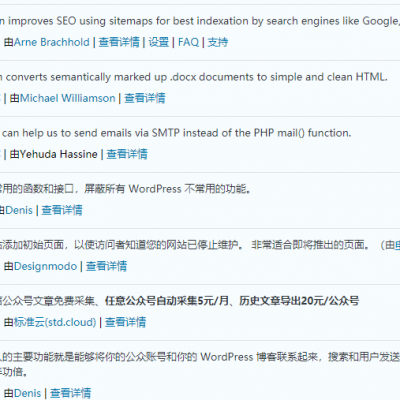 n improves SEO using sitemaps for best indexation by search engines like Google,
由Arne Brachhold | 查看详情 | 设置 | FAQ | 支持
n converts semantically marked up .docx documents to simple and clean HTML.
| 由Michael Williamson | 查看详情
can help us to send emails via SMTP instead of the PHP mail() function.
| 由Yehuda Hassine | 查看详情
常用的函数和接口，屏蔽所有 WordPress 不常用的功能。
由Denis | 查看详情
添加初始页面，以使访问者知道您的网站已停止维护。 非常适合即将推出的页面。（由
由Designmodo | 查看详情
公众号文章免费采集、任意公众号自动采集5元/月、历史文章导出20元/公众号
由标准云(std.cloud) | 查看详情
的主要功能就是能够将你的公众账号和你的 WordPress 博客联系起来，搜索和用户发送
功倍。
由Denis | 查看详情